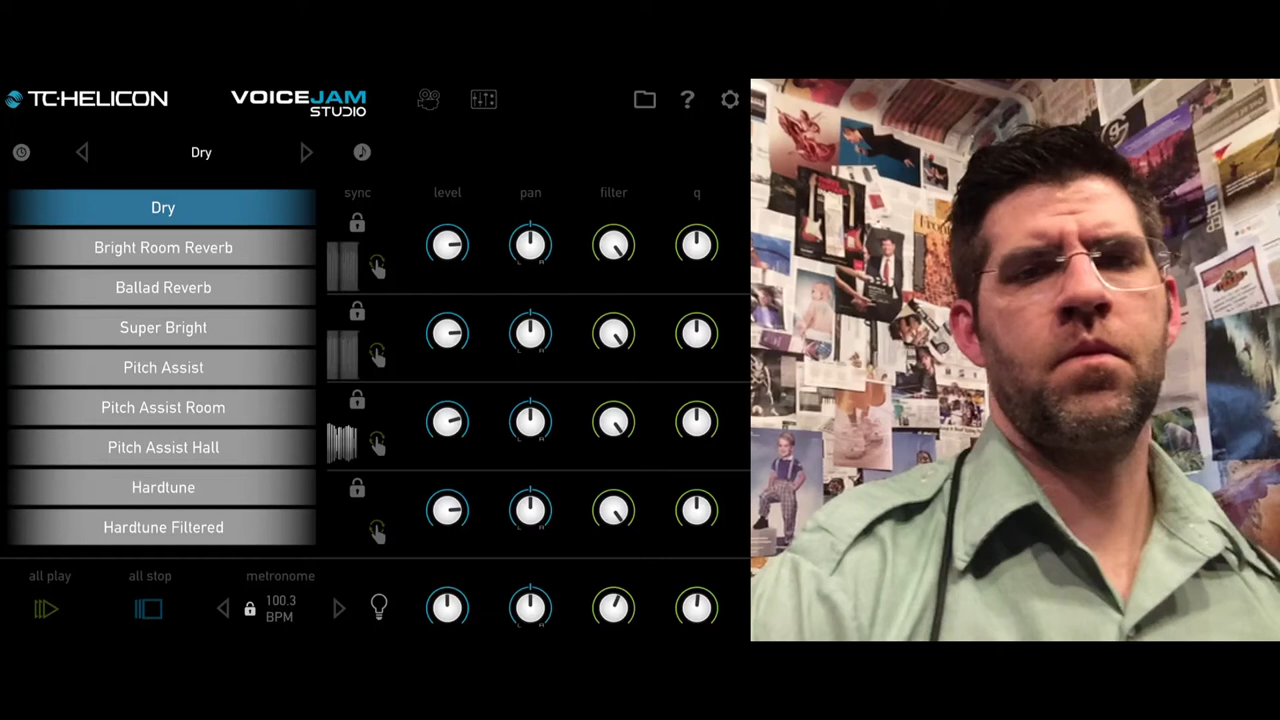 TC·HELICON
VOICEJAM
STUDIO
?
Dry
sync
level
pan
filter
q
Dry
Bright Room Reverb
Ballad Reverb
Super Bright
Pitch Assist
Pitch Assist Room
Pitch Assist Hall
Hardtune
Hardtune Filtered
L R
L R
L R
L R
all play
all stop
metronome
100.3
BPM
L R